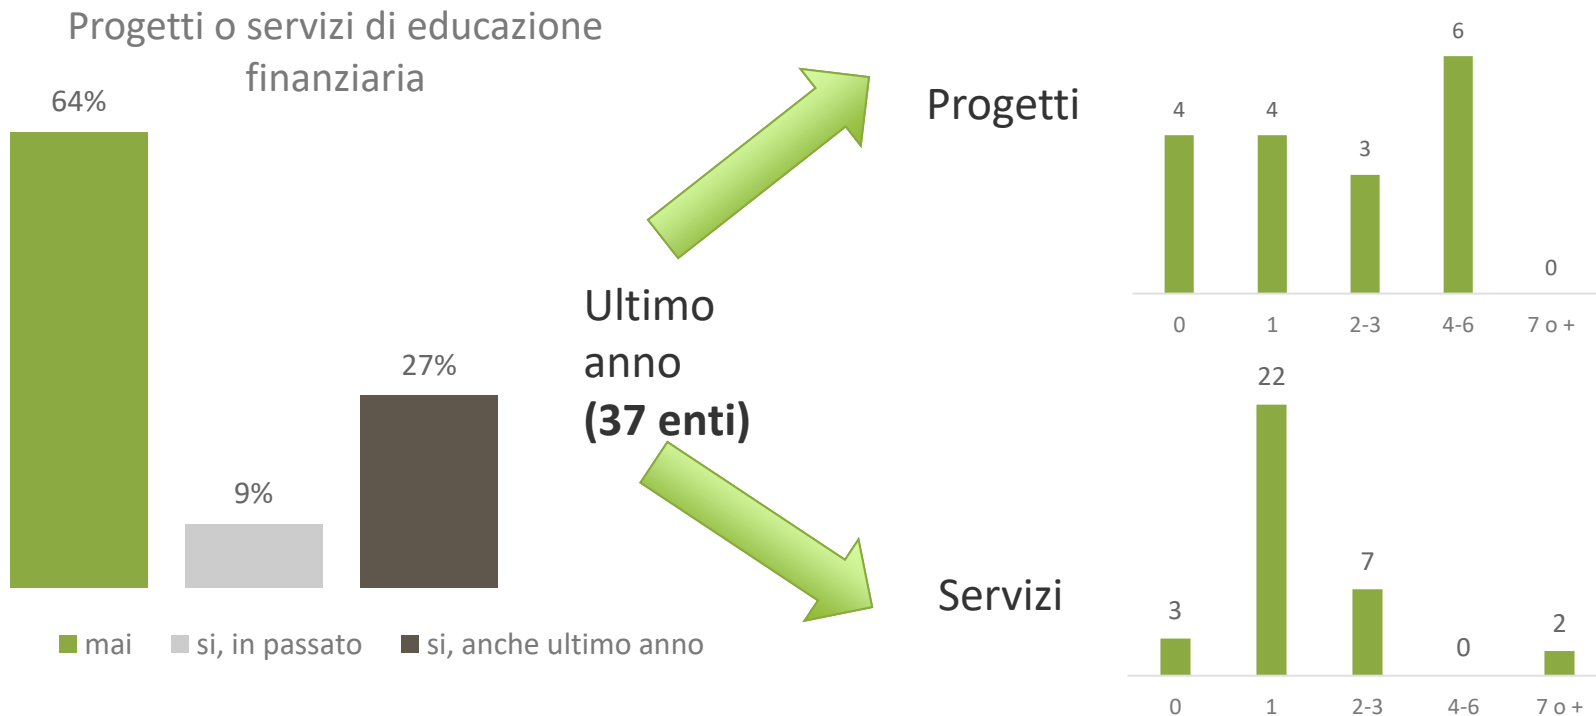 Progetti o servizi di educazione
finanziaria
64%
9%
27%
mai
si, in passato
si, anche ultimo anno
Ultimo
anno
(37 enti)
Progetti
4
4
3
6
0
0
1
2-3
4-6
7 o +
Servizi
3
22
7
0
2
0
1
2-3
4-6
7 o +